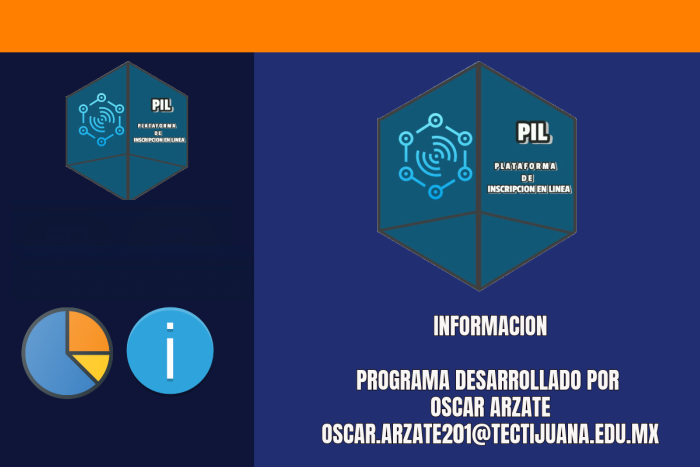 PIL
PLATAFORMA
DE
INSCRIPCION EN LINEA
PIL
PLATAFORMA
DE
INSCRIPCION EN LINEA
i
INFORMACION
PROGRAMA DESARROLLADO POR
OSCAR ARZATE
OSCAR.ARZATE201@TECTIJUANA.EDU.MX